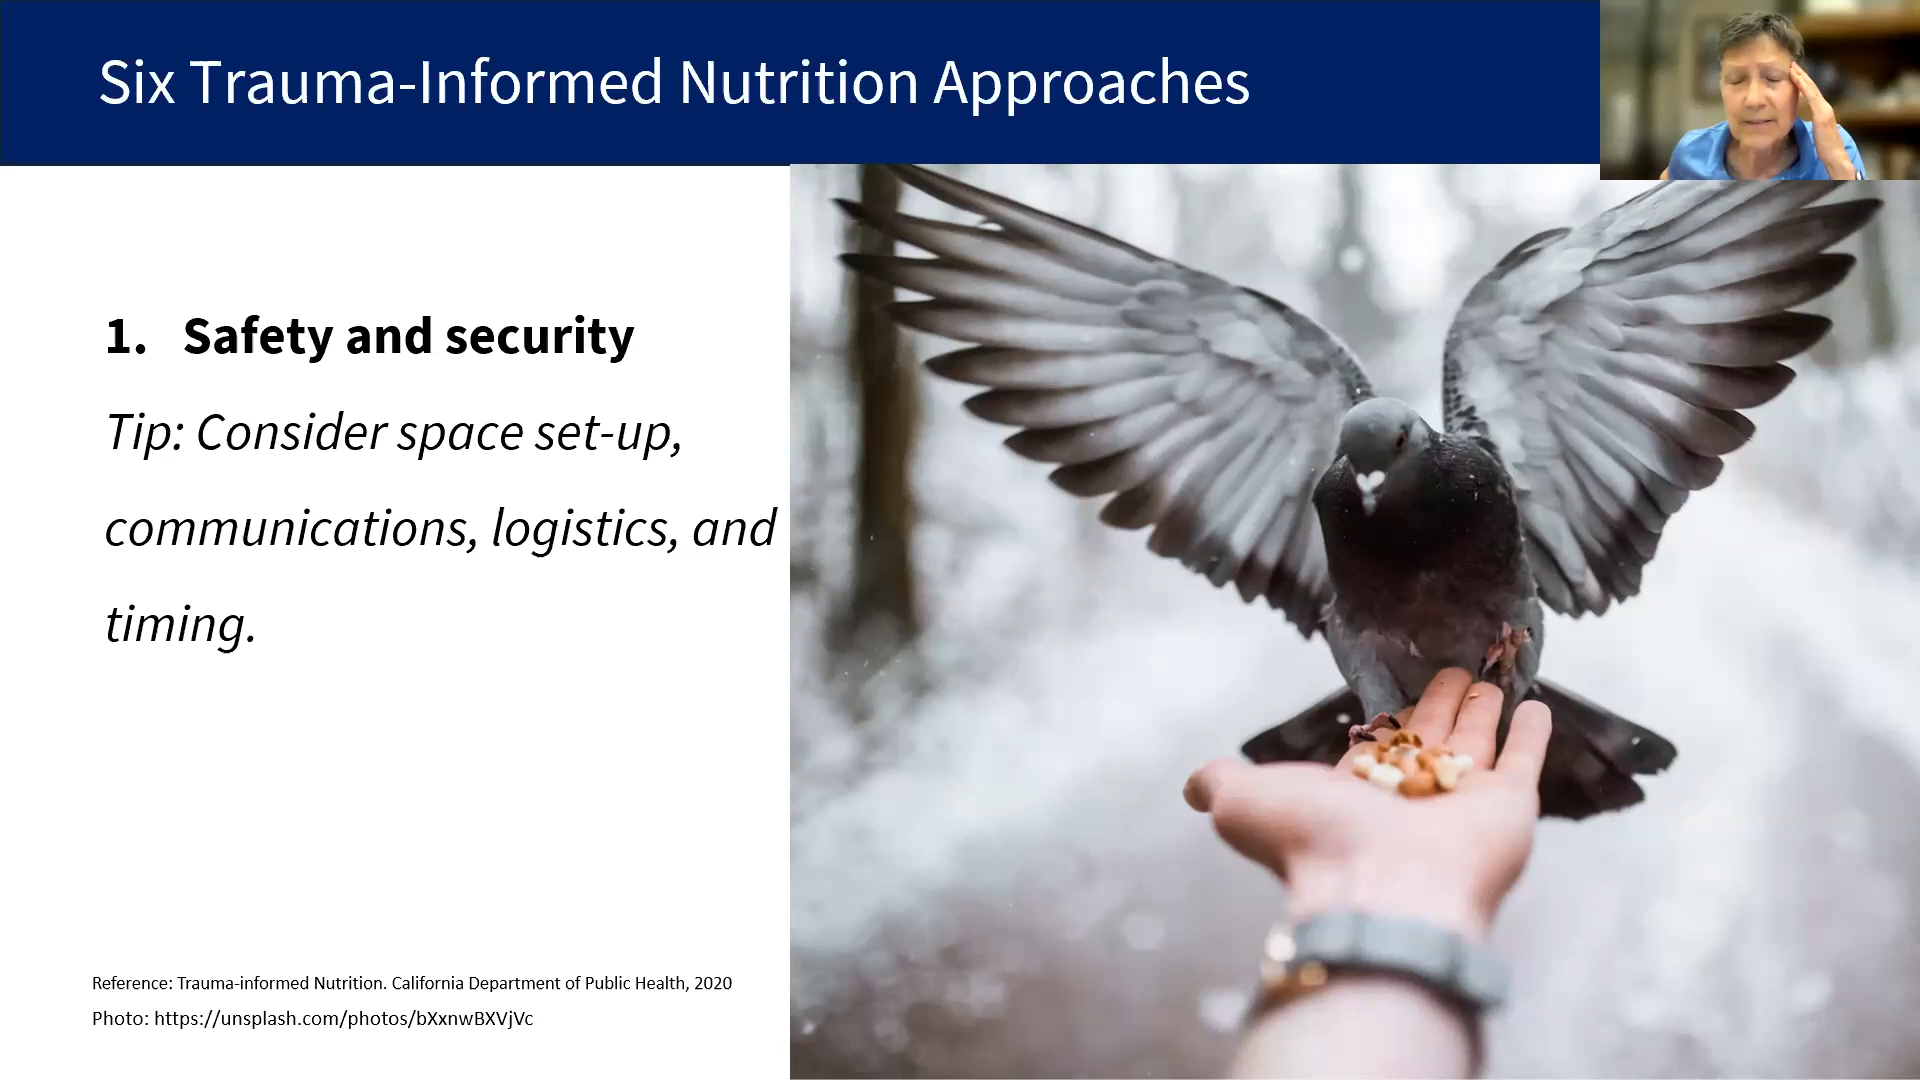 Six Trauma-Informed Nutrition Approaches
1. Safety and security
Tip: Consider space set-up,
communications, logistics, and
timing.
Reference: Trauma-informed Nutrition. California Department of Public Health, 2020
Photo: https://unsplash.com/photos/bXxnwBXVjVc